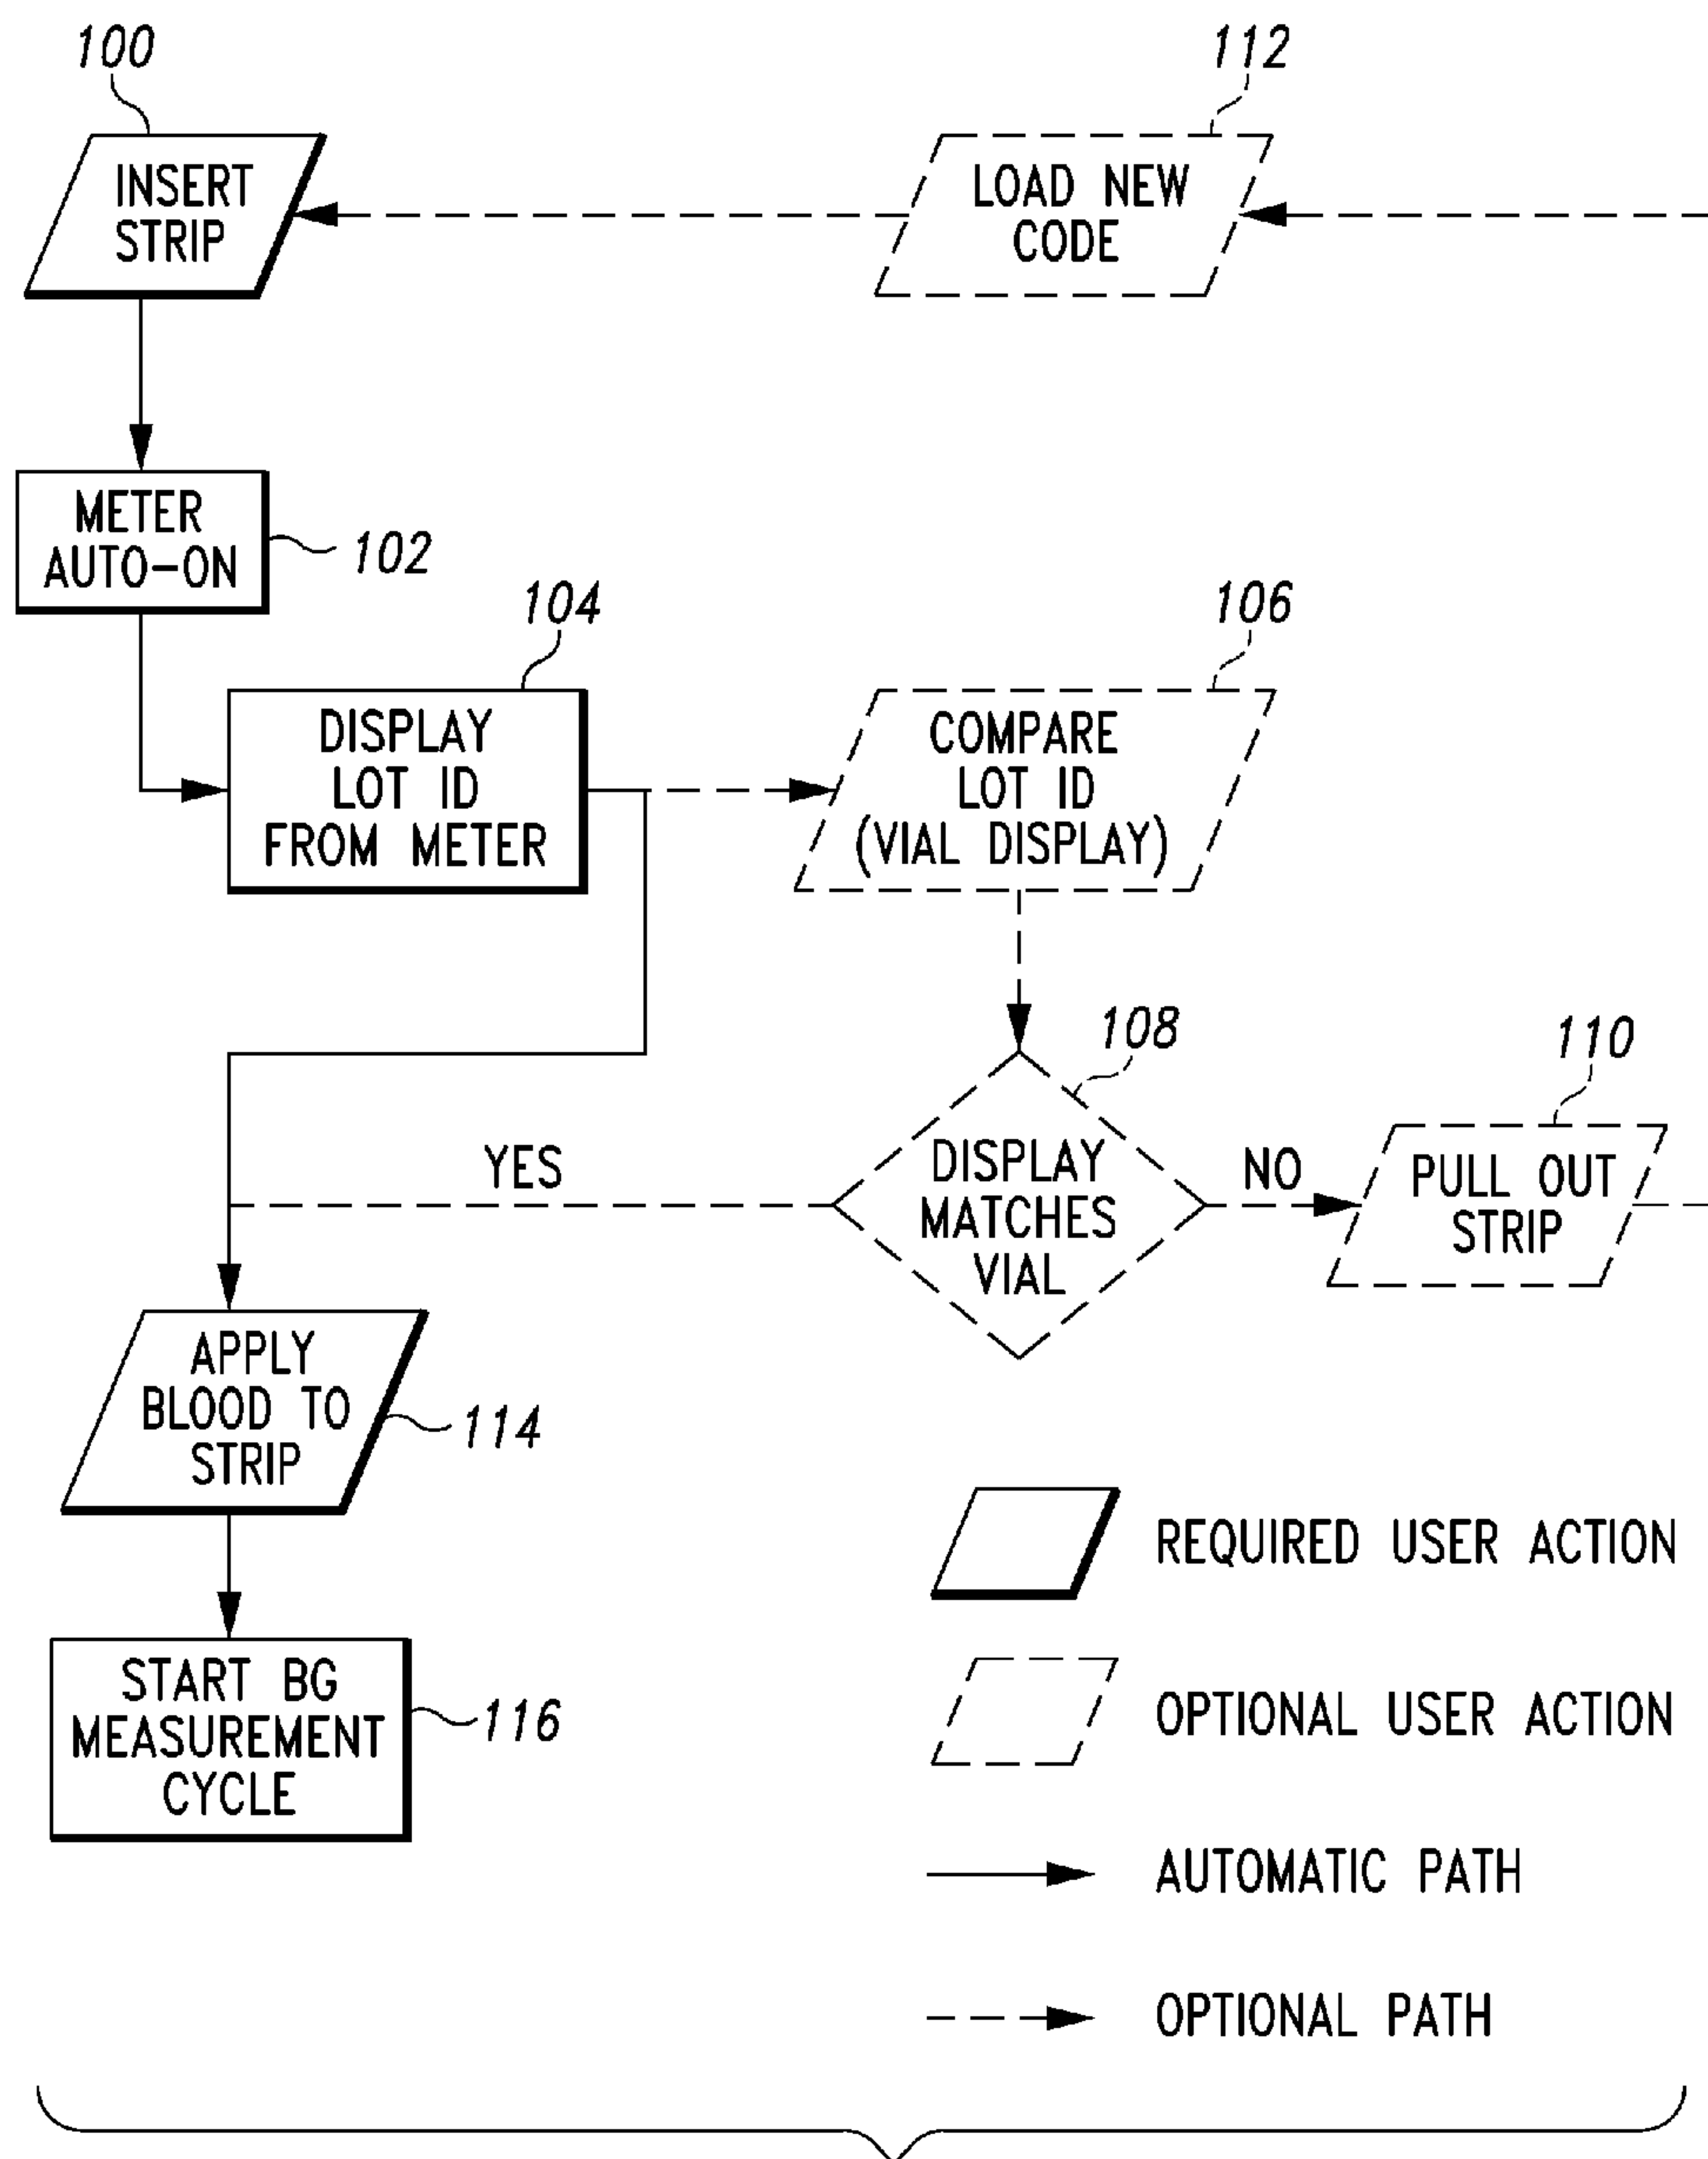 100
112
INSERT
STRIP
LOAD NEW
CODE
METER
AUTO-ON
102
104
106
DISPLAY
LOT ID
FROM METER
COMPARE
LOT ID
(VIAL DISPLAY)
108
110
YES
DISPLAY
MATCHES
VIAL
NO
PULL OUT
STRIP
APPLY
BLOOD TO
STRIP
114
START BG
MEASUREMENT
CYCLE
116
REQUIRED USER ACTION
OPTIONAL USER ACTION
AUTOMATIC PATH
OPTIONAL PATH